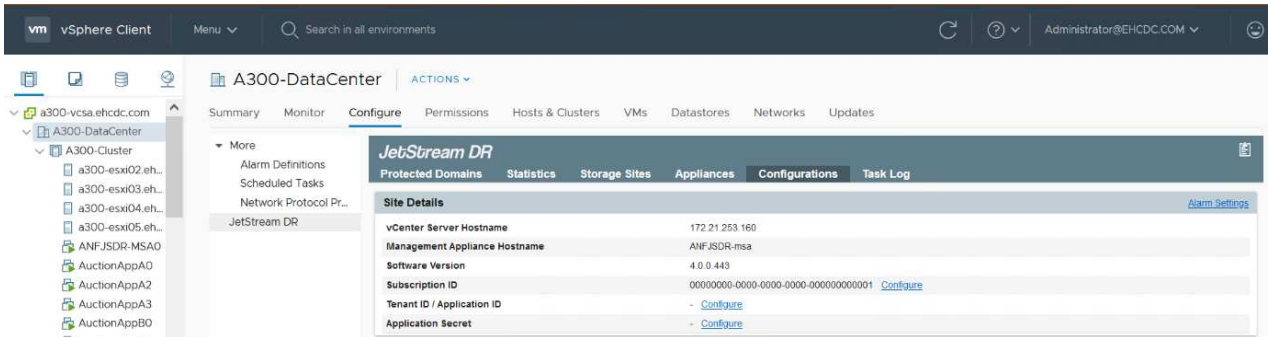 vm vSphere Client Menu Search in all environments Administrator@EHCDC.COM
A300-DataCenter ACTIONS
a300-vcsa.ehcdc.com
A300-DataCenter
A300-Cluster
a300-esxi02.eh...
a300-esxi03.eh...
a300-esxi04.eh...
a300-esxi05.eh...
ANFJSDR-MSA0
AuctionAppA0
AuctionAppA2
AuctionAppA3
AuctionAppB0
Summary Monitor Configure Permissions Hosts & Clusters VMs Datastores Networks Updates
More
Alarm Definitions
Scheduled Tasks
Network Protocol Pr...
JetStream DR
JetStream DR
Protected Domains Statistics Storage Sites Appliances Configurations Task Log
Site Details Alarm Settings
vCenter Server Hostname 172.21.253.160
Management Appliance Hostname ANFJSDR-msa
Software Version 4.0.0.443
Subscription ID 00000000-0000-0000-0000-000000000001 Configure
Tenant ID / Application ID - Configure
Application Secret - Configure